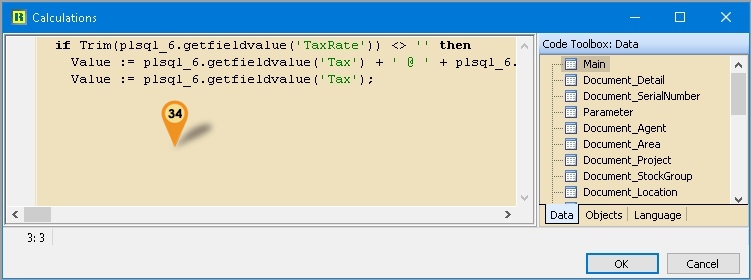 Calculations
if Trim(plsql_6.getfieldvalue('TaxRate')) <> '' then
Value := plsql_6.getfieldvalue('Tax') + ' @ ' + plsql_6.
Value := plsql_6.getfieldvalue('Tax');
34
Code Toolbox: Data
Main
Document_Detail
Document_SerialNumber
Parameter
Document_Agent
Document_Area
Document_Project
Document_StockGroup
Document_Location
Data Objects Language
3: 3
OK Cancel